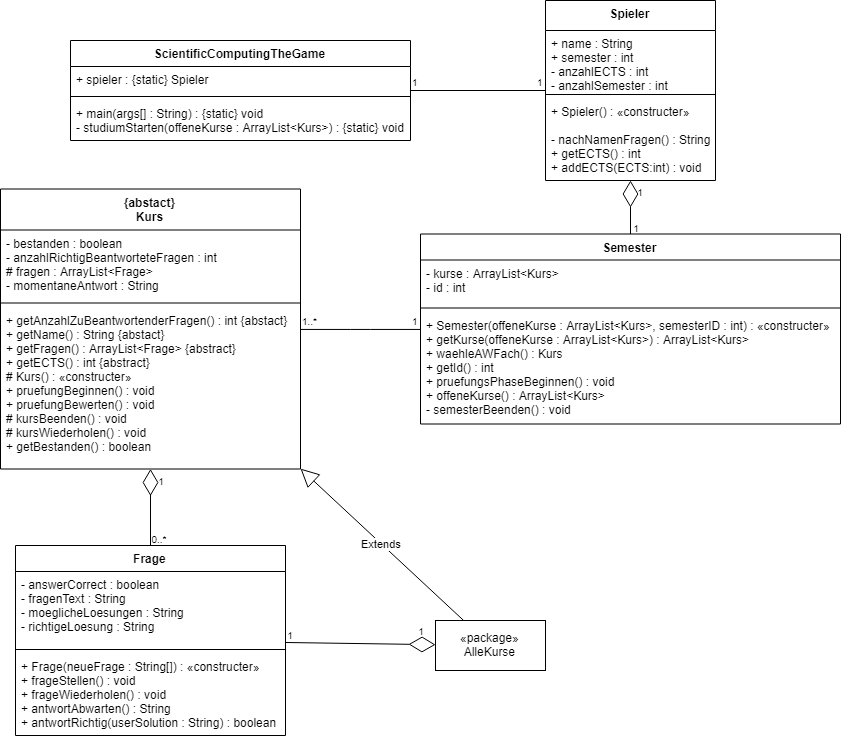 ScientificComputingTheGame
+ spieler : {static} Spieler
+ main(args[] : String) : {static} void
- studiumStarten(offeneKurse : ArrayList<Kurs>) : {static} void
1
1
Spieler
+ name : String
+ semester : int
- anzahlECTS : int
- anzahlSemester : int
+ Spieler() : «constructer»
- nachNamenFragen() : String
+ getECTS() : int
+ addECTS(ECTS:int) : void
1
1
{abstact}
Kurs
- bestanden : boolean
- anzahlRichtigBeantworteteFragen : int
# fragen : ArrayList<Frage>
- momentaneAntwort : String
+ getAnzahlZuBeantwortenderFragen() : int {abstact}
+ getName() : String {abstact}
+ getFragen() : ArrayList<Frage> {abstract}
+ getECTS() : int {abstract}
# Kurs() : «constructer»
+ pruefungBeginnen() : void
+ pruefungBewerten() : void
# kursBeenden() : void
# kursWiederholen() : void
+ getBestanden() : boolean
1..*
1
Semester
- kurse : ArrayList<Kurs>
- id : int
+ Semester(offeneKurse : ArrayList<Kurs>, semesterID : int) : «constructer»
+ getKurse(offeneKurse : ArrayList<Kurs>) : ArrayList<Kurs>
+ waehleAWFach() : Kurs
+ getId() : int
+ pruefungsPhaseBeginnen() : void
+ offeneKurse() : ArrayList<Kurs>
- semesterBeenden() : void
1
0..*
Extends
Frage
- answerCorrect : boolean
- fragenText : String
- moeglicheLoesungen : String
- richtigeLoesung : String
+ Frage(neueFrage : String[]) : «constructer»
+ frageStellen() : void
+ frageWiederholen() : void
+ antwortAbwarten() : String
+ antwortRichtig(userSolution : String) : boolean
1
1
«package»
AlleKurse